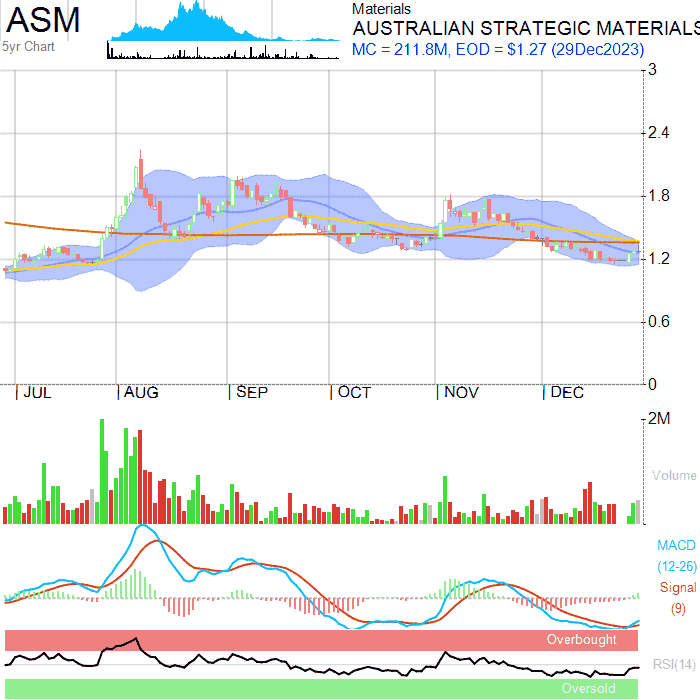 ASM
5yr Chart
Materials
AUSTRALIAN STRATEGIC MATERIALS
MC = 211.8M, EOD = $1.27 (29Dec2023)
3
2.4
1.8
1.2
0.6
0
JUL AUG SEP OCT NOV DEC
2M
Volume
MACD
(12-26)
Signal
(9)
Overbought
RSI(14)
Oversold